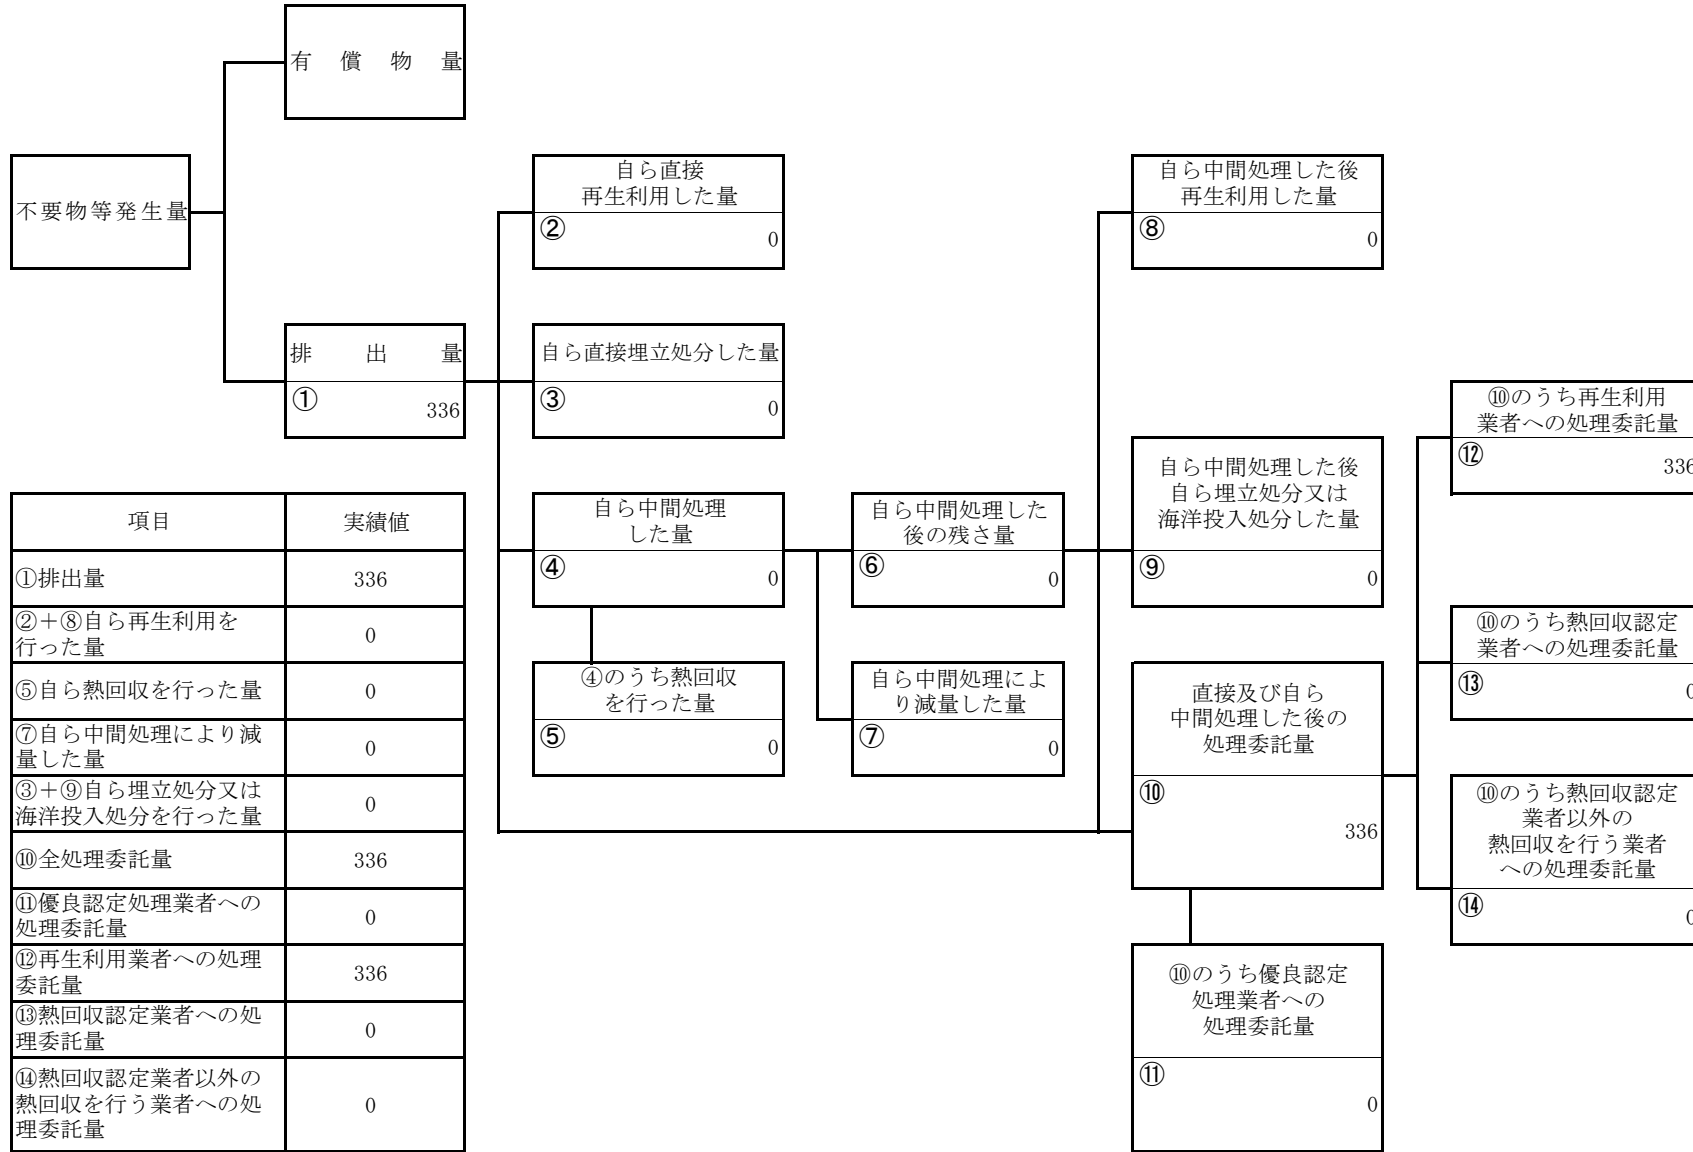 有償物量
不要物等発生量
排出量
①
336
自ら直接
再生利用した量
②
0
自ら直接埋立処分した量
③
0
自ら中間処理
した量
④
0
④のうち熱回収
を行った量
⑤
0
自ら中間処理した
後の残さ量
⑥
0
自ら中間処理によ
り減量した量
⑦
0
自ら中間処理した後
再生利用した量
⑧
0
自ら中間処理した後
自ら埋立処分又は
海洋投入処分した量
⑨
0
直接及び自ら
中間処理した後の
処理委託量
⑩
336
⑩のうち優良認定
処理業者への
処理委託量
⑪
0
⑩のうち再生利用
業者への処理委託量
⑫
336
⑩のうち熱回収認定
業者への処理委託量
⑬
0
⑩のうち熱回収認定
業者以外の
熱回収を行う業者
への処理委託量
⑭
0
項目 実績値
①排出量 336
②＋⑧自ら再生利用を
行った量 0
⑤自ら熱回収を行った量 0
⑦自ら中間処理により減
量した量 0
③＋⑨自ら埋立処分又は
海洋投入処分を行った量 0
⑩全処理委託量 336
⑪優良認定処理業者への
処理委託量 0
⑫再生利用業者への処理
委託量 336
⑬熱回収認定業者への処
理委託量 0
⑭熱回収認定業者以外の
熱回収を行う業者への処
理委託量 0